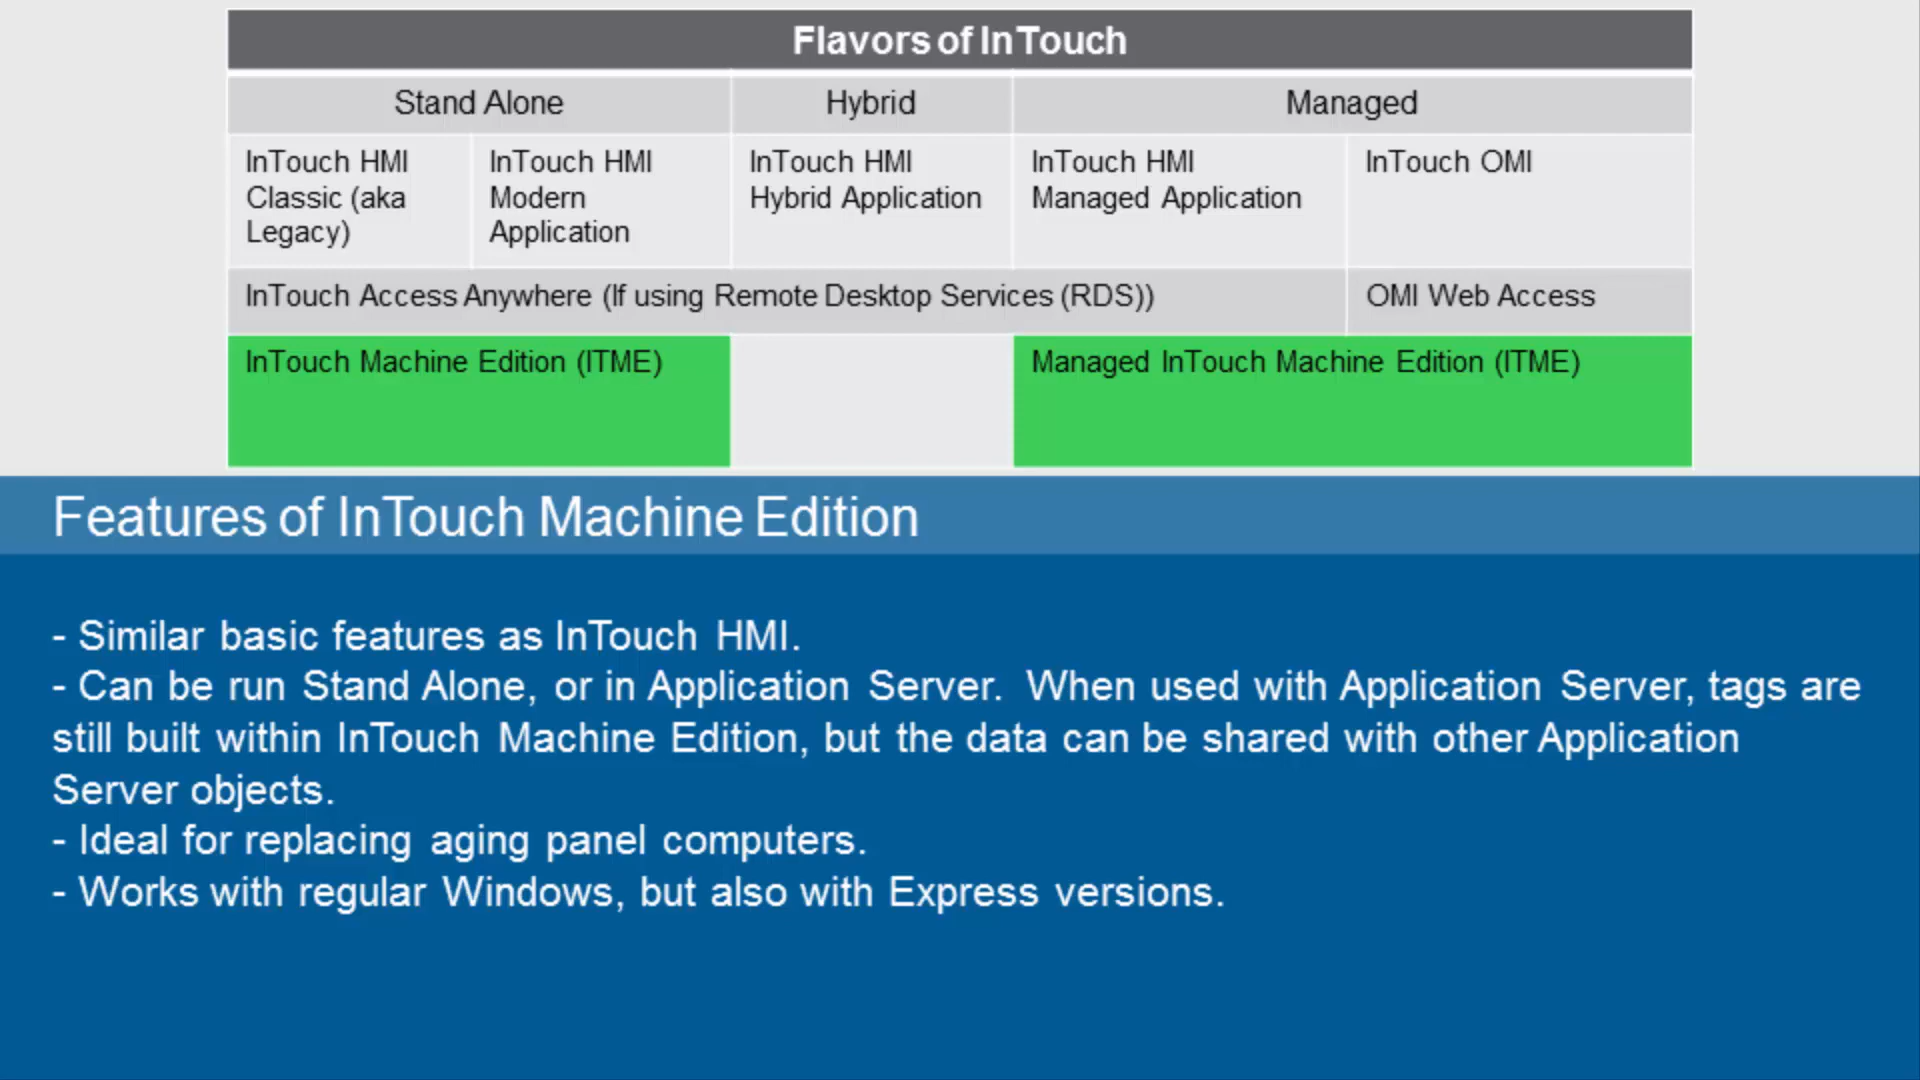 Flavors of InTouch
Stand Alone
Hybrid
Managed
InTouch HMI
Classic (aka
Legacy)
InTouch HMI
Modern
Application
InTouch HMI
Hybrid Application
InTouch HMI
Managed Application
InTouch OMI
InTouch Access Anywhere (If using Remote Desktop Services (RDS))
OMI Web Access
InTouch Machine Edition (ITME)
Managed InTouch Machine Edition (ITME)
Features of InTouch Machine Edition
- Similar basic features as InTouch HMI.
- Can be run Stand Alone, or in Application Server. When used with Application Server, tags are
still built within InTouch Machine Edition, but the data can be shared with other Application
Server objects.
- Ideal for replacing aging panel computers.
- Works with regular Windows, but also with Express versions.